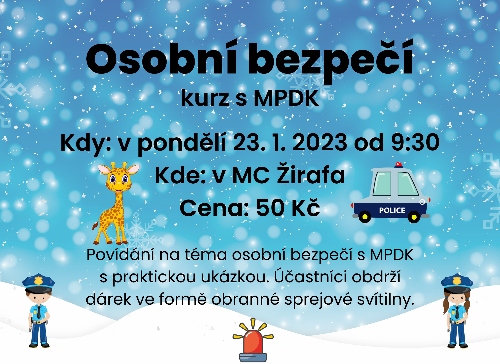 Osobní bezpečí
kurz s MPDK
Kdy: v pondělí 23. 1. 2023 od 9:30
Kde: v MC Žirafa
Cena: 50 Kč
POLICE
Povídání na téma osobní bezpečí s MPDK
s praktickou ukázkou. Účastníci obdrží
dárek ve formě obranné sprejové svítilny.